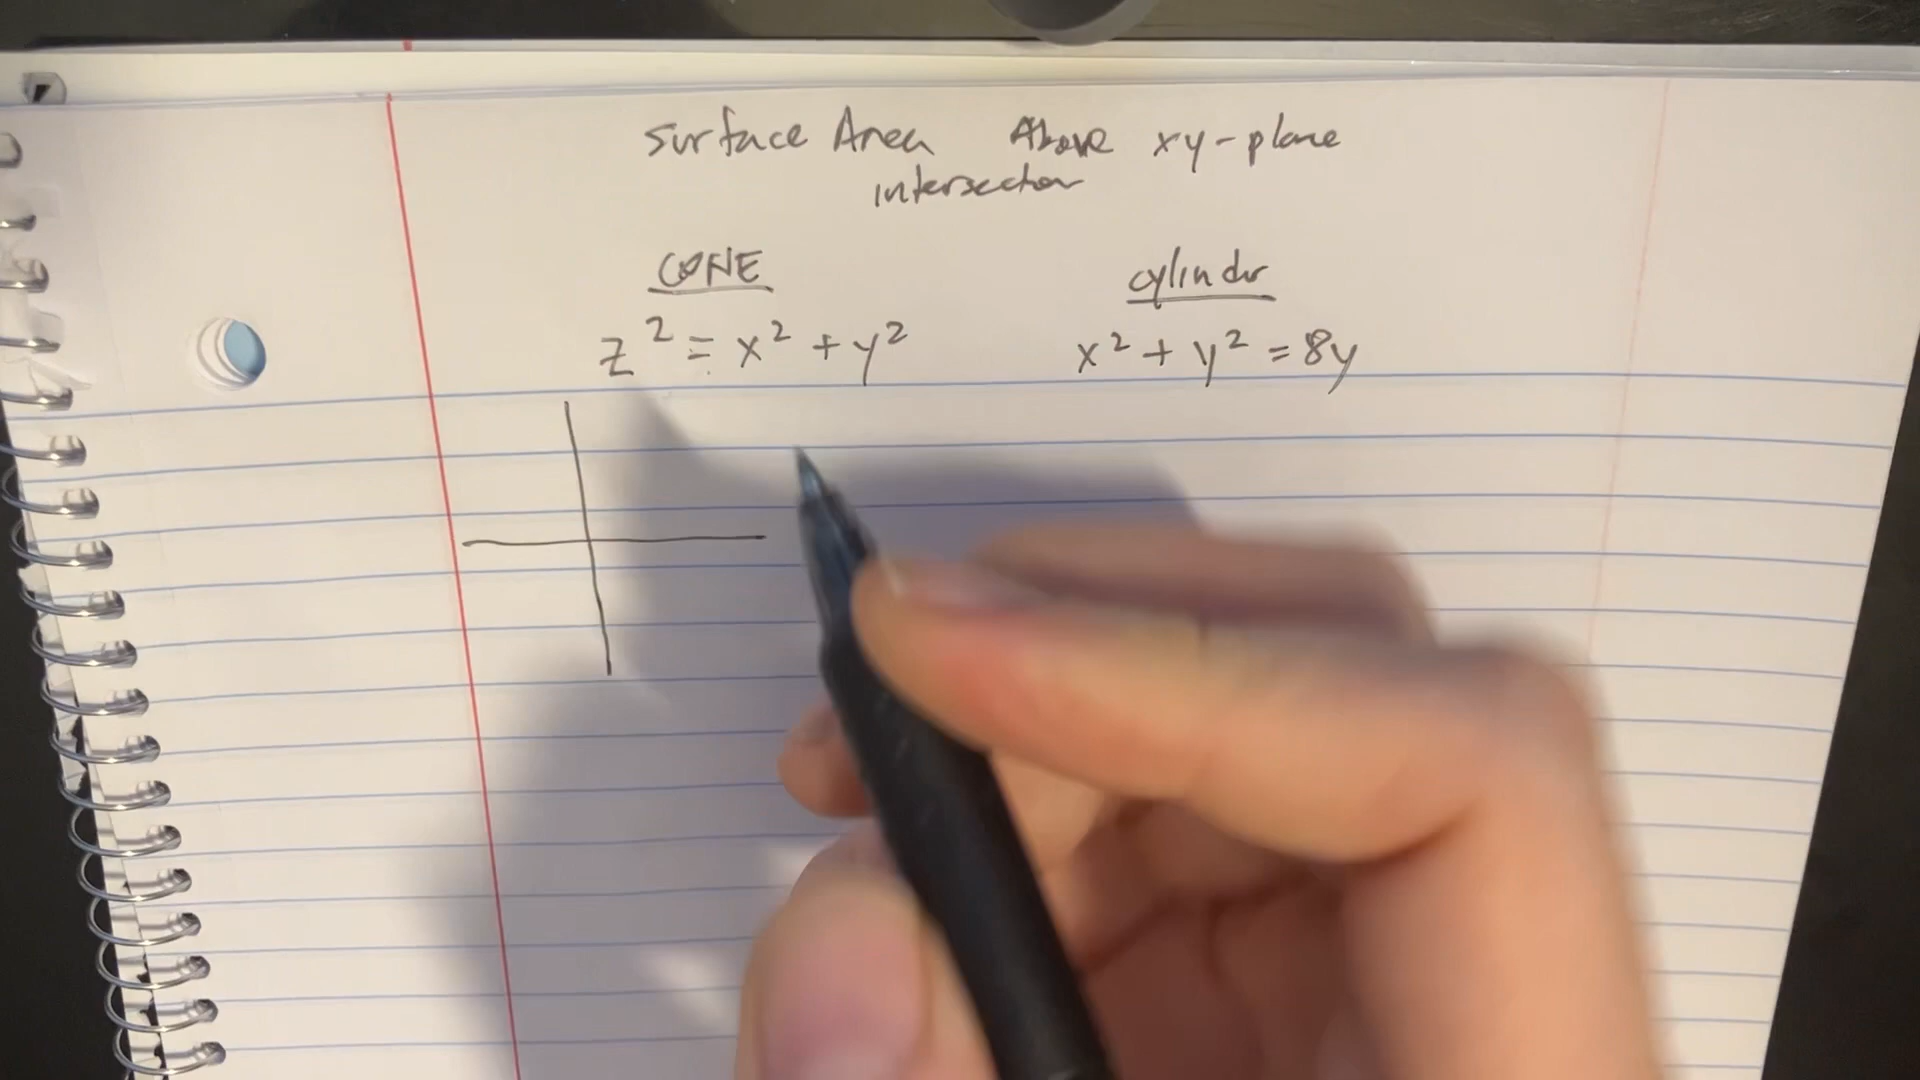 Surface Area Above xy-plane
intersection
CONE cylinder
z² = x² + y² x² + y² = 8y